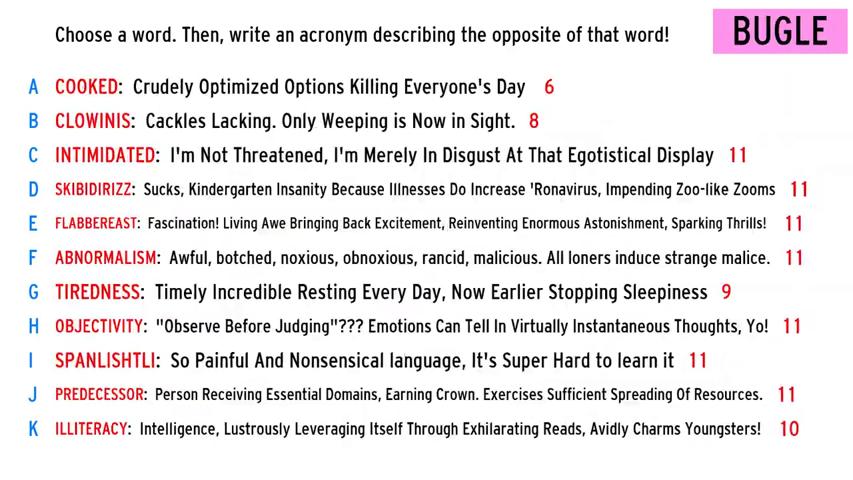 Choose a word. Then, write an acronym describing the opposite of that word!
BUGLE
A COOKED: Crudely Optimized Options Killing Everyone's Day 6
B CLOWINIS: Cackles Lacking. Only Weeping is Now in Sight. 8
C INTIMIDATED: I'm Not Threatened, I'm Merely In Disgust At That Egotistical Display 11
D SKIBIDIRIZZ: Sucks, Kindergarten Insanity Because Illnesses Do Increase 'Ronavirus, Impending Zoo-like Zooms 11
E FLABBEREAST: Fascination! Living Awe Bringing Back Excitement, Reinventing Enormous Astonishment, Sparking Thrills! 11
F ABNORMALISM: Awful, botched, noxious, obnoxious, rancid, malicious. All loners induce strange malice. 11
G TIREDNESS: Timely Incredible Resting Every Day, Now Earlier Stopping Sleepiness 9
H OBJECTIVITY: "Observe Before Judging"??? Emotions Can Tell In Virtually Instantaneous Thoughts, Yo! 11
I SPANLISHTLI: So Painful And Nonsensical language, It's Super Hard to learn it 11
J PREDECESSOR: Person Receiving Essential Domains, Earning Crown. Exercises Sufficient Spreading Of Resources. 11
K ILLITERACY: Intelligence, Lustrously Leveraging Itself Through Exhilarating Reads, Avidly Charms Youngsters! 10